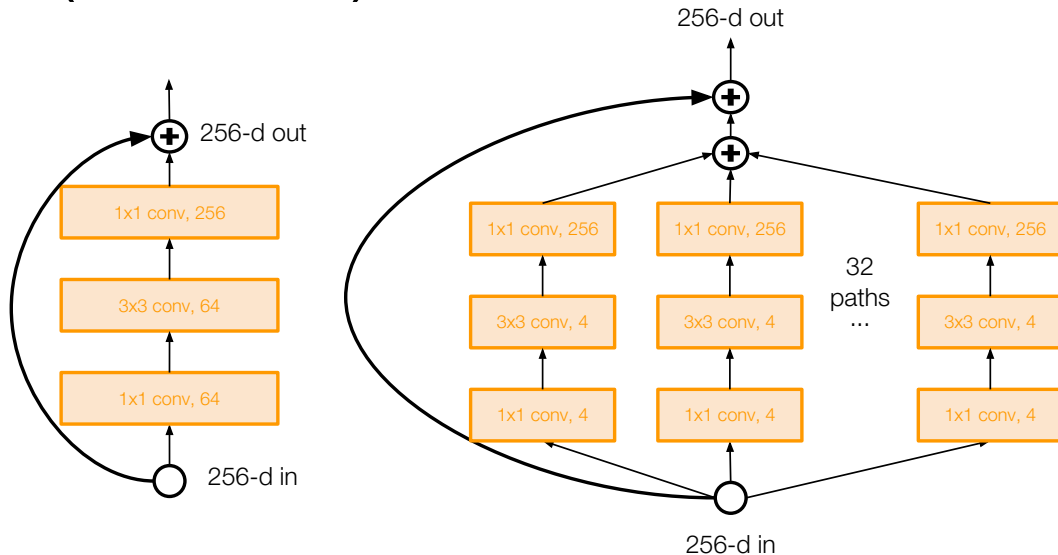 256-d out
1x1 conv, 256
3x3 conv, 64
1x1 conv, 64
256-d in
256-d out
1x1 conv, 256
1x1 conv, 256
1x1 conv, 256
32
paths
...
3x3 conv, 4
3x3 conv, 4
3x3 conv, 4
1x1 conv, 4
1x1 conv, 4
1x1 conv, 4
256-d in